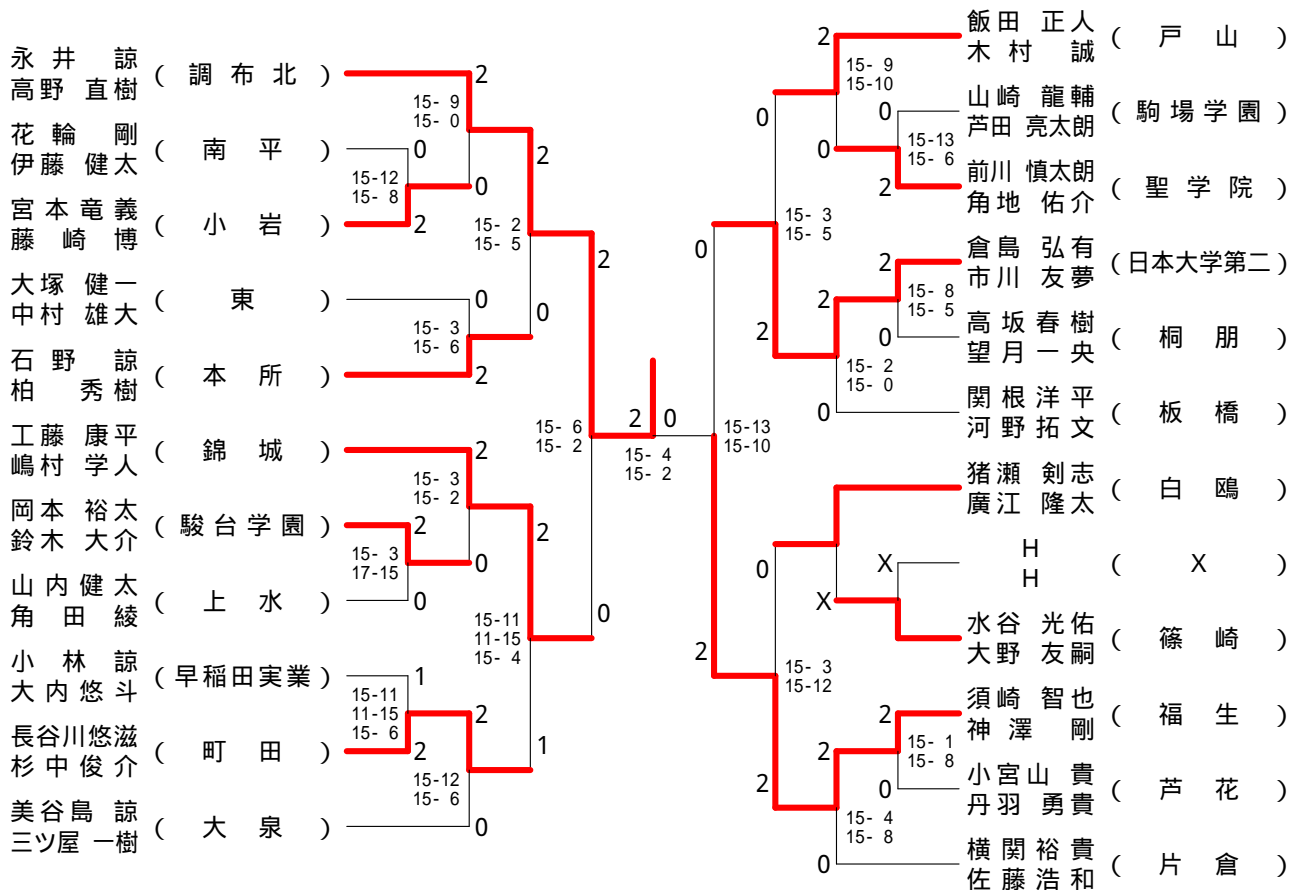 永井 諒
高野 直樹
( 調布北 )
花輪 剛
伊藤 健太
( 南平 )
宮本竜義
藤崎博
( 小岩 )
大塚 健一
中村 雄大
( 東 )
石野 諒
柏 秀樹
( 本所 )
工藤 康平
嶋村 学人
( 錦城 )
岡本 裕太
鈴木 大介
( 駿台学園 )
山内健太
角田綾
( 上水 )
小林諒
大内悠斗
( 早稲田実業 )
長谷川悠滋
杉中俊介
( 町田 )
美谷島 諒
三ツ屋 一樹
( 大泉 )
2
15- 9
15- 0
0
15-12
15- 8
2
0
2
15- 2
15- 5
0
15- 3
15- 6
2
0
2
2
15- 3
15- 2
2
15- 3
17-15
0
0
2
15-11
11-15
15- 4
1
15-11
11-15
15- 6
2
2
15-12
15- 6
0
1
0
15- 6
15- 2
2 0
15- 4
15- 2
15-13
15-10
0
2
2
15- 9
15-10
0
0
15-13
15- 6
2
0
15- 3
15- 5
2
2
15- 8
15- 5
0
2
15- 2
15- 0
0
X
X
0
15- 3
15-12
2
2
15- 1
15- 8
0
2
15- 4
15- 8
0
飯田 正人
木村 誠
( 戸山 )
山崎 龍輔
芦田 亮太朗
( 駒場学園 )
前川 慎太朗
角地 佑介
( 聖学院 )
倉島 弘有
市川 友夢
( 日本大学第二 )
高坂春樹
望月一央
( 桐朋 )
関根洋平
河野拓文
( 板橋 )
猪瀬 剣志
廣江 隆太
( 白鴎 )
H
H
( X )
水谷 光佑
大野 友嗣
( 篠崎 )
須崎 智也
神澤 剛
( 福生 )
小宮山 貴
丹羽 勇貴
( 芦花 )
横関裕貴
佐藤浩和
( 片倉 )